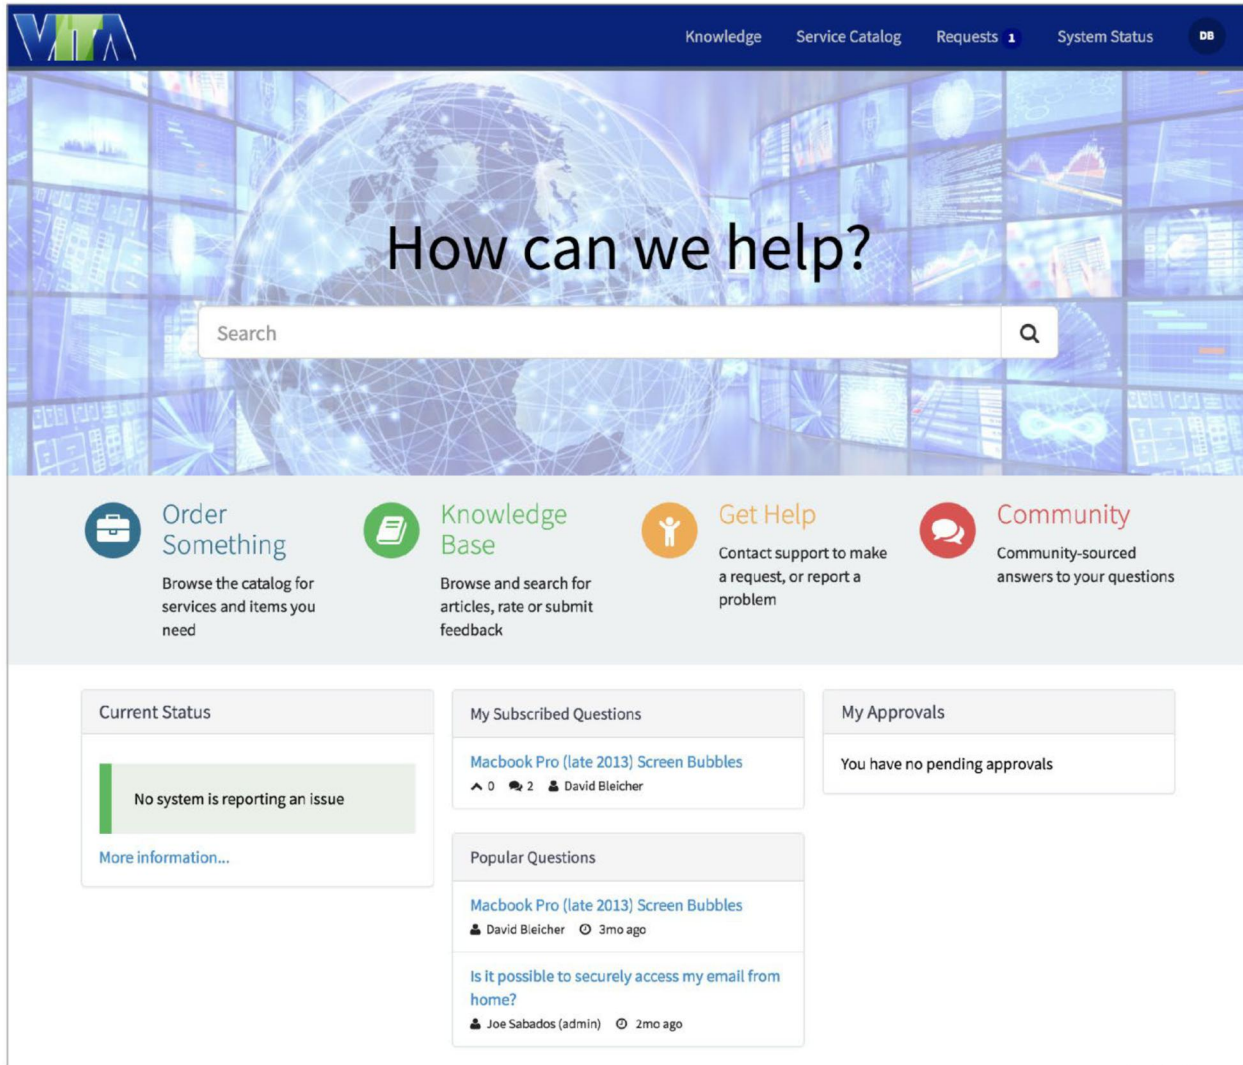 VITA
Knowledge Service Catalog Requests 1 System Status DB
How can we help?
Search
Order
Something
Browse the catalog for
services and items you
need
Knowledge
Base
Browse and search for
articles, rate or submit
feedback
Get Help
Contact support to make
a request, or report a
problem
Community
Community-sourced
answers to your questions
Current Status
No system is reporting an issue
More information...
My Subscribed Questions
Macbook Pro (late 2013) Screen Bubbles
0 2 David Bleicher
Popular Questions
Macbook Pro (late 2013) Screen Bubbles
David Bleicher 3mo ago
Is it possible to securely access my email from
home?
Joe Sabados (admin) 2mo ago
My Approvals
You have no pending approvals